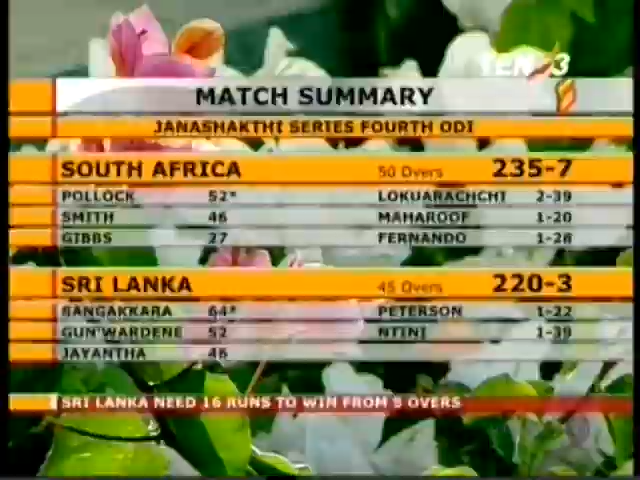 TEN 3
MATCH SUMMARY
JANASHAKTHI SERIES FOURTH ODI
SOUTH AFRICA 50 Overs 235-7
POLLOCK 52* LOKUARACHCHI 2-39
SMITH 46 MAHAROOF 1-20
GIBBS 27 FERNANDO 1-28
SRI LANKA 45 Overs 220-3
SANGAKKARA 64* PETERSON 1-22
GUN'WARDENE 52 NTINI 1-39
JAYANTHA 46
SRI LANKA NEED 16 RUNS TO WIN FROM 5 OVERS